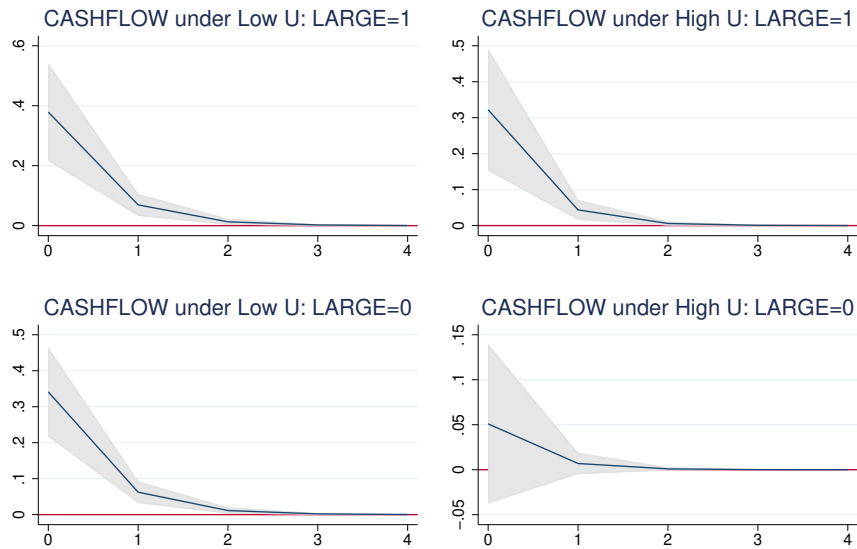 CASHFLOW under Low U: LARGE=1
.6
.4
.2
0
0 1 2 3 4
CASHFLOW under High U: LARGE=1
.5
.4
.3
.2
.1
0
0 1 2 3 4
CASHFLOW under Low U: LARGE=0
.5
.4
.3
.2
.1
0
0 1 2 3 4
CASHFLOW under High U: LARGE=0
.15
.1
.05
0
-.05
0 1 2 3 4